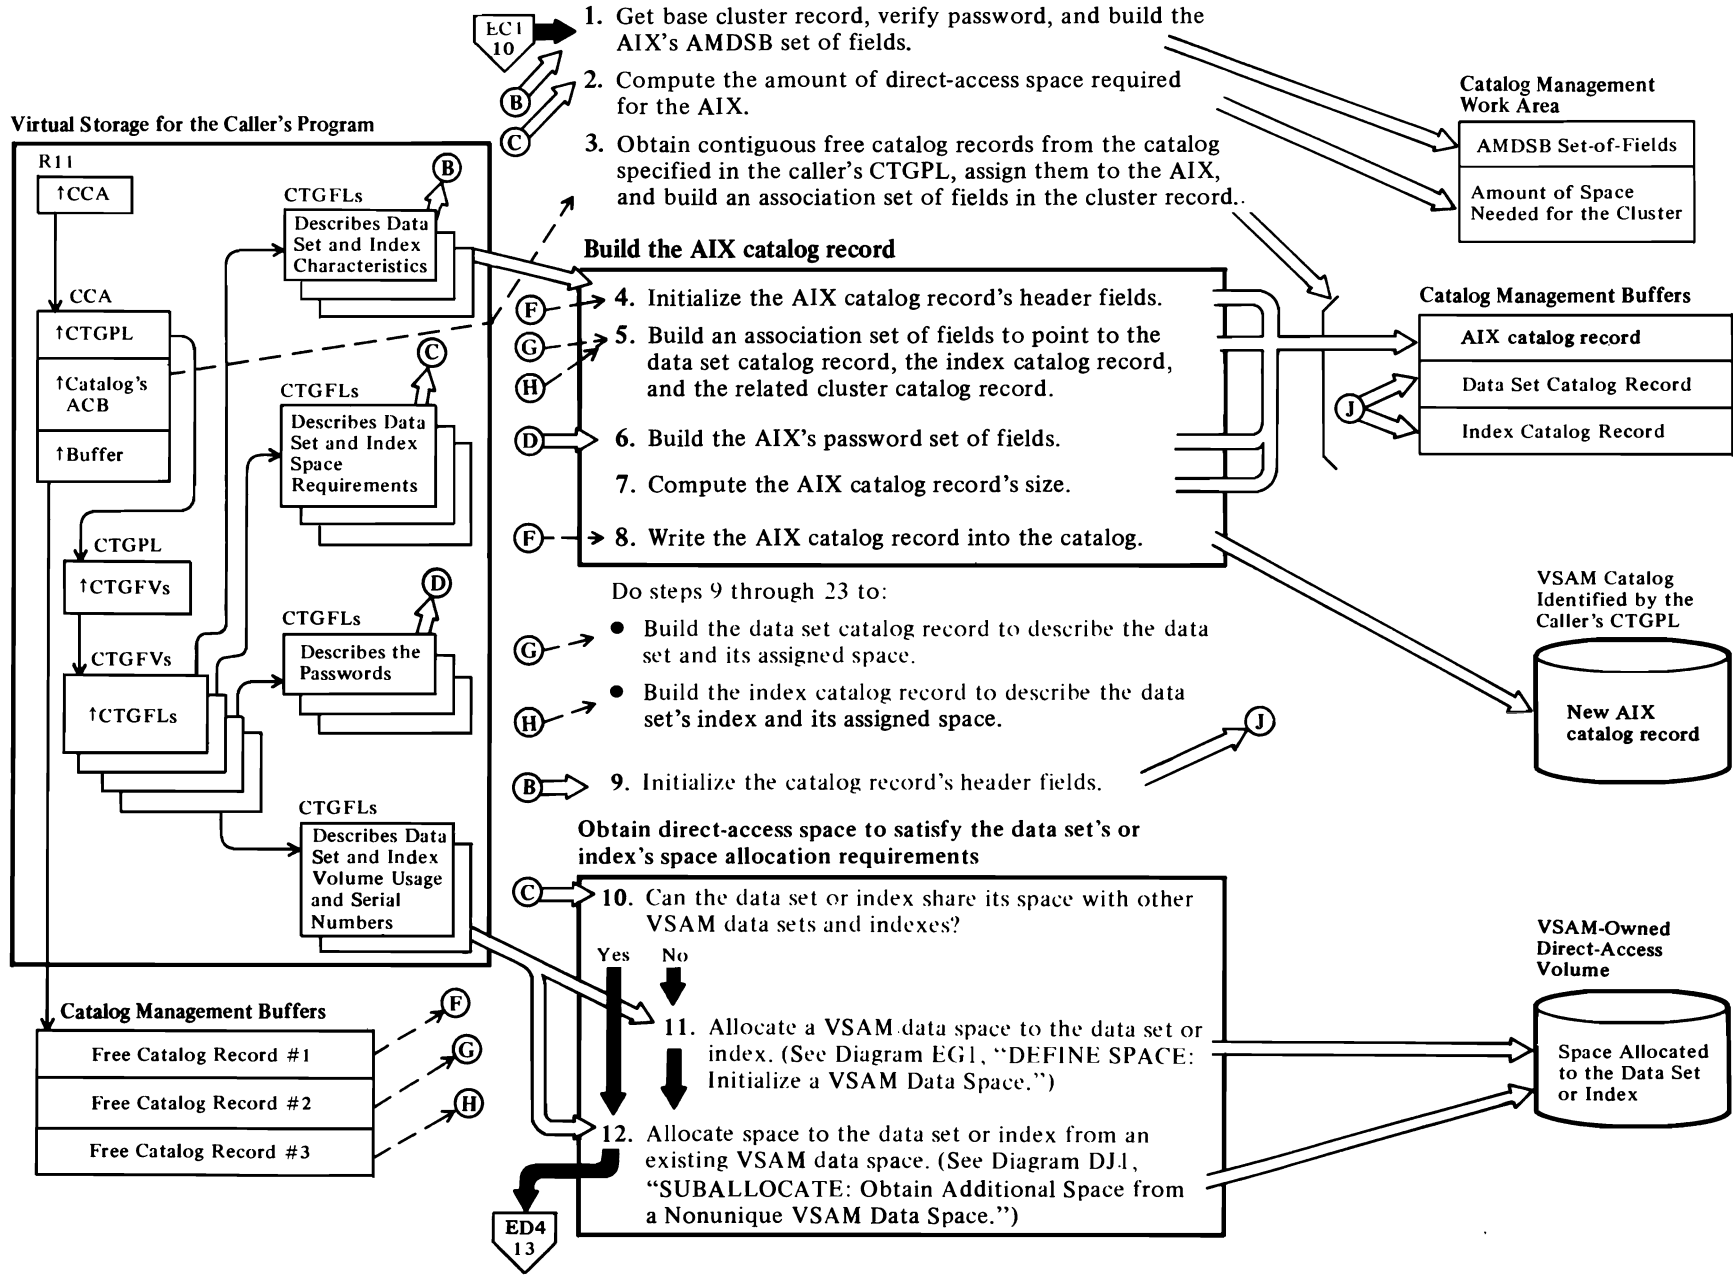 EC1
10
1. Get base cluster record, verify password, and build the
AIX's AMDSB set of fields.
B
2. Compute the amount of direct-access space required
for the AIX.
C
3. Obtain contiguous free catalog records from the catalog
specified in the caller's CTGPL, assign them to the AIX,
and build an association set of fields in the cluster record..
Catalog Management
Work Area
AMDSB Set-of-Fields
Amount of Space
Needed for the Cluster
Virtual Storage for the Caller's Program
R11
↑CCA
CCA
↑CTGPL
↑Catalog's
ACB
↑Buffer
CTGPL
↑CTGFVs
CTGFVs
↑CTGFLs
B
CTGFLs
Describes Data
Set and Index
Characteristics
C
CTGFLs
Describes Data
Set and Index
Space
Requirements
D
CTGFLs
Describes the
Passwords
CTGFLs
Describes Data
Set and Index
Volume Usage
and Serial
Numbers
Catalog Management Buffers
Free Catalog Record #1
Free Catalog Record #2
Free Catalog Record #3
F
G
H
Build the AIX catalog record
F
4. Initialize the AIX catalog record's header fields.
G
H
5. Build an association set of fields to point to the
data set catalog record, the index catalog record,
and the related cluster catalog record.
D
6. Build the AIX's password set of fields.
7. Compute the AIX catalog record's size.
F
8. Write the AIX catalog record into the catalog.
Catalog Management Buffers
AIX catalog record
Data Set Catalog Record
Index Catalog Record
J
Do steps 9 through 23 to:
G
● Build the data set catalog record to describe the data
set and its assigned space.
H
● Build the index catalog record to describe the data
set's index and its assigned space.
J
B
9. Initialize the catalog record's header fields.
VSAM Catalog
Identified by the
Caller's CTGPL
New AIX
catalog record
Obtain direct-access space to satisfy the data set's or
index's space allocation requirements
C
10. Can the data set or index share its space with other
VSAM data sets and indexes?
Yes No
11. Allocate a VSAM data space to the data set or
index. (See Diagram EG1, “DEFINE SPACE:
Initialize a VSAM Data Space.”)
12. Allocate space to the data set or index from an
existing VSAM data space. (See Diagram DJ1,
“SUBALLOCATE: Obtain Additional Space from
a Nonunique VSAM Data Space.”)
ED4
13
VSAM-Owned
Direct-Access
Volume
Space Allocated
to the Data Set
or Index